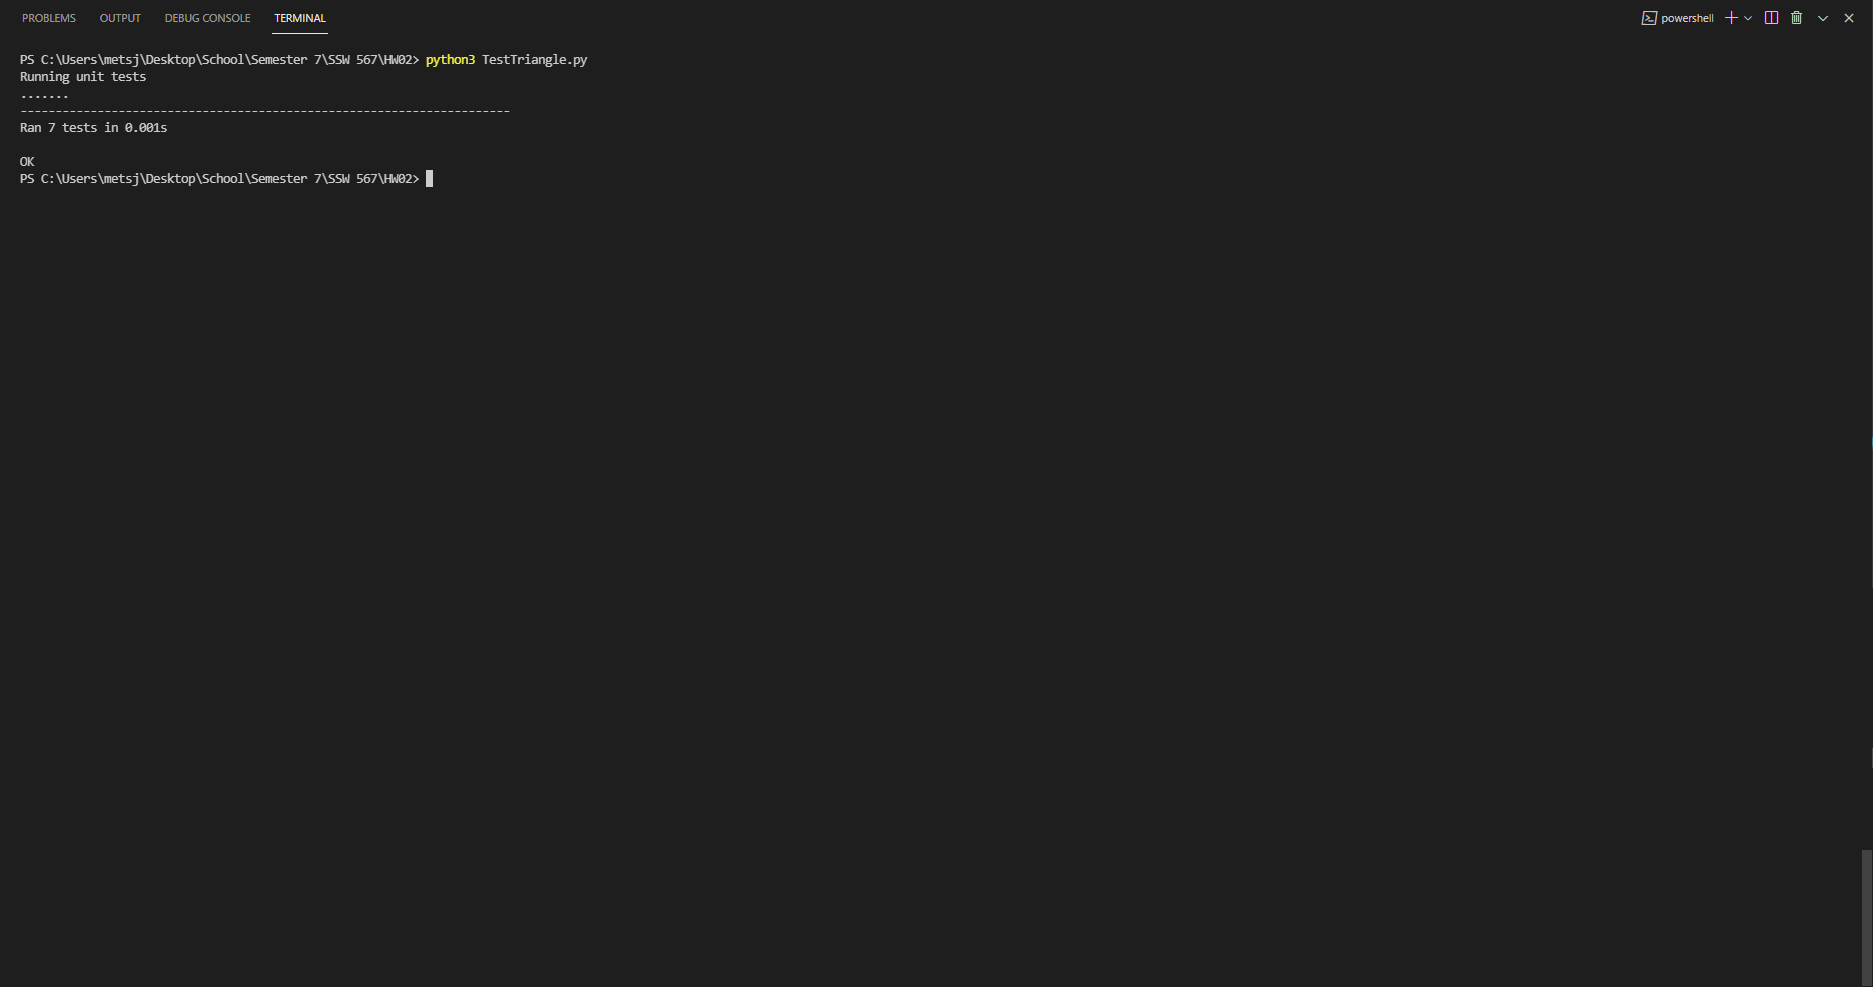 PROBLEMS OUTPUT DEBUG CONSOLE TERMINAL powershell
PS C:\Users\metsj\Desktop\School\Semester 7\SSW 567\HW02> python3 TestTriangle.py
Running unit tests
.......
----------------------------------------------------------------------
Ran 7 tests in 0.001s
OK
PS C:\Users\metsj\Desktop\School\Semester 7\SSW 567\HW02>